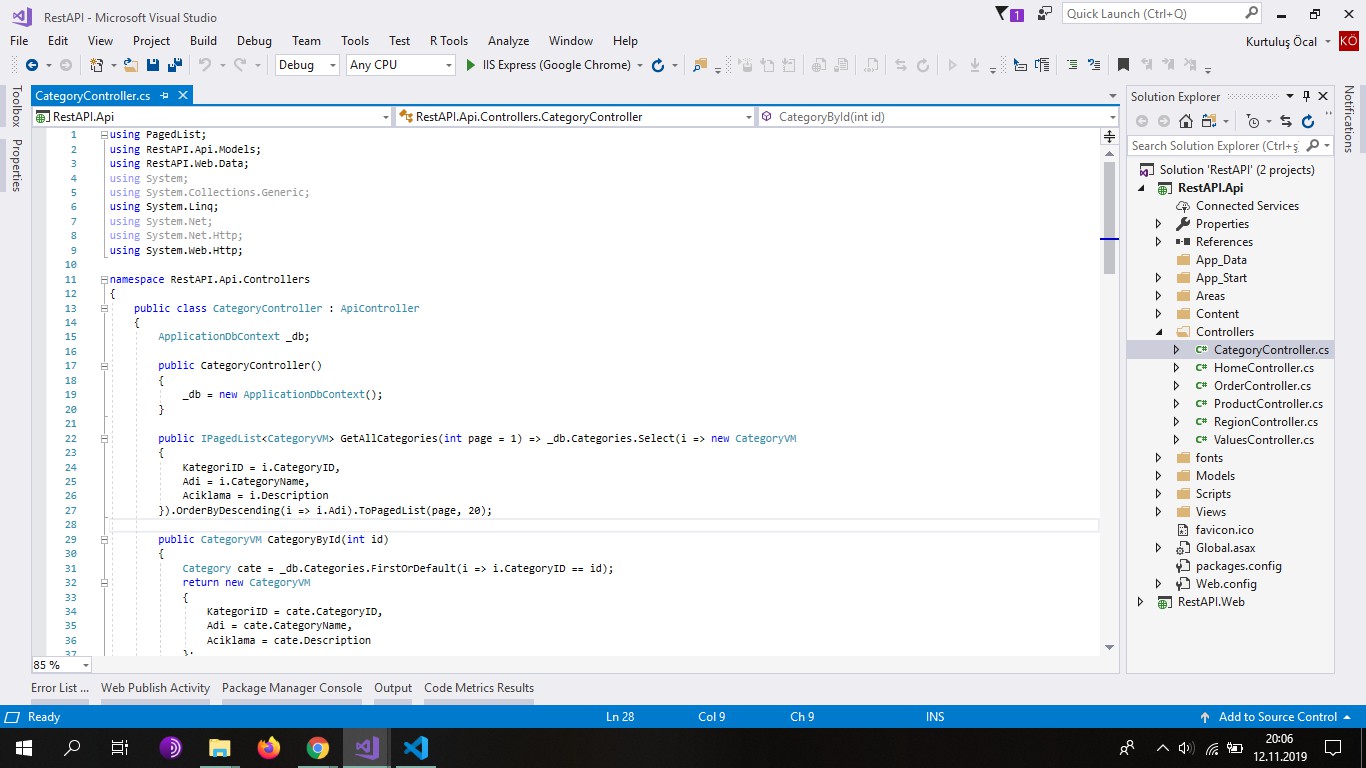 RestAPI - Microsoft Visual Studio
1
Quick Launch (Ctrl+Q)
File Edit View Project Build Debug Team Tools Test R Tools Analyze Window Help
Kurtuluş Öcal KÖ
Debug Any CPU IIS Express (Google Chrome)
Toolbox
Properties
CategoryController.cs
RestAPI.Api RestAPI.Api.Controllers.CategoryController CategoryById(int id)
1 using PagedList;
2 using RestAPI.Api.Models;
3 using RestAPI.Web.Data;
4 using System;
5 using System.Collections.Generic;
6 using System.Linq;
7 using System.Net;
8 using System.Net.Http;
9 using System.Web.Http;
10
11 namespace RestAPI.Api.Controllers
12 {
13 public class CategoryController : ApiController
14 {
15 ApplicationDbContext _db;
16
17 public CategoryController()
18 {
19 _db = new ApplicationDbContext();
20 }
21
22 public IPagedList<CategoryVM> GetAllCategories(int page = 1) => _db.Categories.Select(i => new CategoryVM
23 {
24 KategoriID = i.CategoryID,
25 Adi = i.CategoryName,
26 Aciklama = i.Description
27 }).OrderByDescending(i => i.Adi).ToPagedList(page, 20);
28
29 public CategoryVM CategoryById(int id)
30 {
31 Category cate = _db.Categories.FirstOrDefault(i => i.CategoryID == id);
32 return new CategoryVM
33 {
34 KategoriID = cate.CategoryID,
35 Adi = cate.CategoryName,
36 Aciklama = cate.Description
37 };
85 %
Solution Explorer
Search Solution Explorer (Ctrl+ş)
Solution 'RestAPI' (2 projects)
RestAPI.Api
Connected Services
Properties
References
App_Data
App_Start
Areas
Content
Controllers
C# CategoryController.cs
C# HomeController.cs
C# OrderController.cs
C# ProductController.cs
C# RegionController.cs
C# ValuesController.cs
fonts
Models
Scripts
Views
favicon.ico
Global.asax
packages.config
Web.config
RestAPI.Web
Notifications
Error List ... Web Publish Activity Package Manager Console Output Code Metrics Results
Ready Ln 28 Col 9 Ch 9 INS Add to Source Control
20:06
12.11.2019